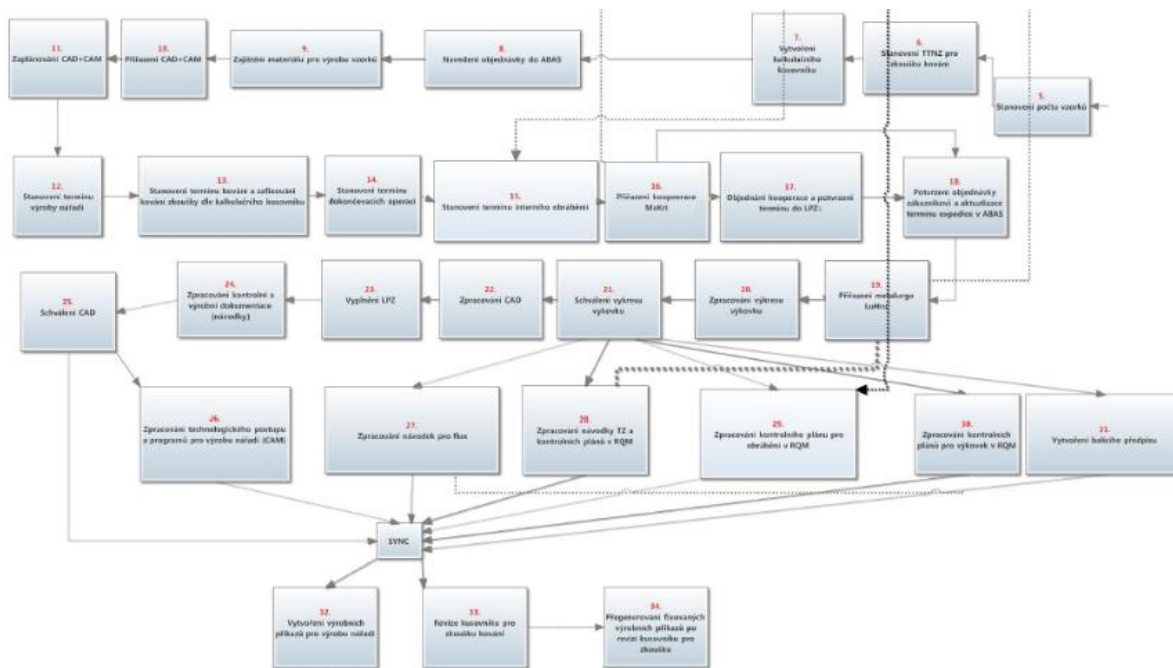 11.
Zaplánování CAD+CAM
10.
Přiřazení CAD+CAM
9.
Zajištění materiálu pro výrobu vzorků
8.
Navedení objednávky do ABAS
7.
Vytvoření
kalkulačního
kusovníku
6.
Stanovení TTNZ pro
zkoušku kování
5.
Stanovení počtu vzorků
12.
Stanovení termínu
výroby nářadí
13.
Stanovení termínu kování a zafixování
kování zkoušky dle kalkulačního kusovníku
14.
Stanovení termínu
dokončovacích operací
15.
Stanovení termínu interního obrábění
16.
Přiřazení kooperace
MaKrt
17.
Objednání kooperace a potvrzení
termínu do LPZ
18.
Potvrzení objednávky
zákazníkovi a aktualizace
termínu expedice v ABAS
25.
Schválení CAD
24.
Zpracování kontrolní a
výrobní dokumentace
(návodky)
23.
Vyplnění LPZ
22.
Zpracování CAD
21.
Schválení výkresu
výkovku
20.
Zpracování výkresu
výkovku
19.
Přiřazení metalurga
LuHnz
26.
Zpracování technologického postupu
a programů pro výrobu nářadí (CAM)
27.
Zpracování návodek pro flux
28.
Zpracování návodky TZ a
kontrolních plánů v RQM
29.
Zpracování kontrolního plánu pro
obrábění v RQM
30.
Zpracování kontrolních
plánů pro výkovek v RQM
31.
Vytvoření balicího předpisu
SYNC
32.
Vytvoření výrobních
příkazů pro výrobu nářadí
33.
Revize kusovníku pro
zkoušku kování
34.
Přegenerování fixovaných
výrobních příkazů po
revizi kusovníku pro
zkoušku